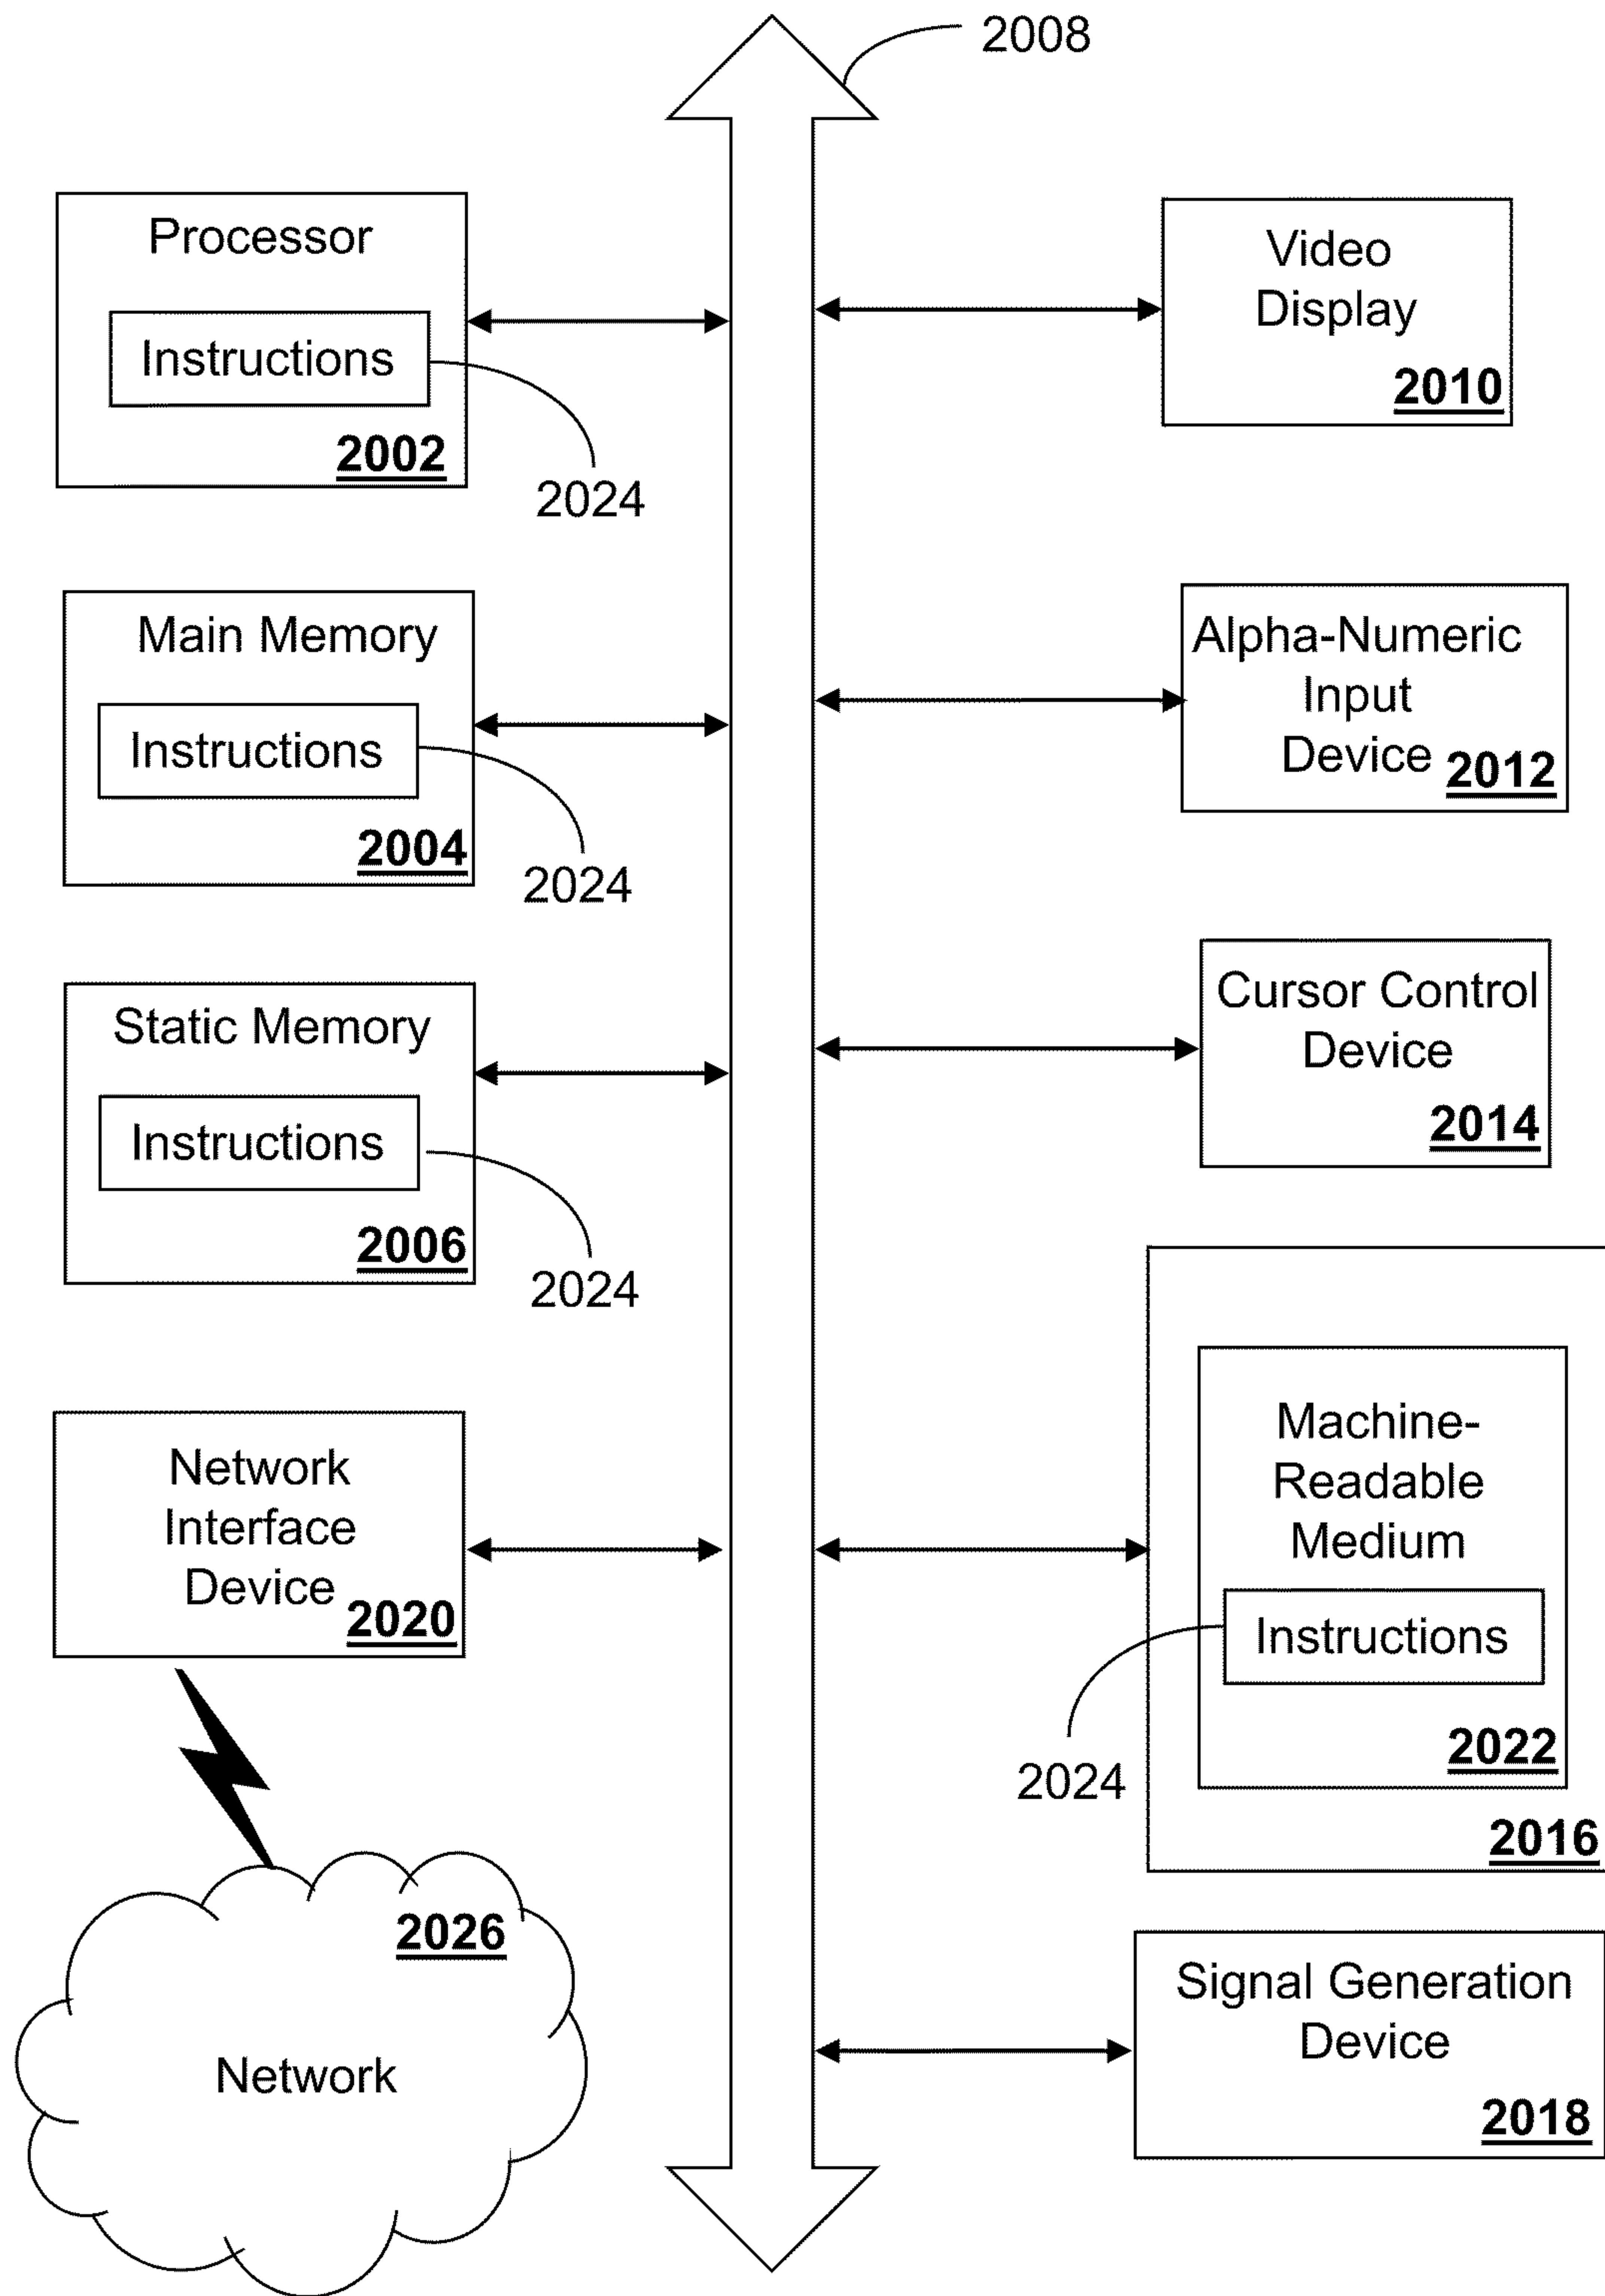 2008
Processor
Instructions
2002
2024
Main Memory
Instructions
2004
2024
Static Memory
Instructions
2006
2024
Network
Interface
Device
2020
2026
Network
Video
Display
2010
Alpha-Numeric
Input
Device
2012
Cursor Control
Device
2014
Machine-
Readable
Medium
Instructions
2022
2024
2016
Signal Generation
Device
2018